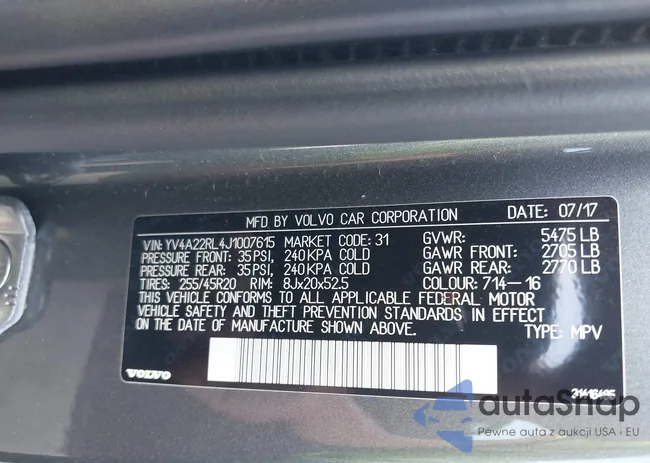 MFD BY VOLVO CAR CORPORATION DATE: 07/17
VIN: YV4A22RL4J1007615 MARKET CODE: 31 GVWR: 5475 LB
PRESSURE FRONT: 35 PSI, 240 KPA COLD GAWR FRONT: 2705 LB
PRESSURE REAR: 35 PSI, 240 KPA COLD GAWR REAR: 2770 LB
TIRES: 255/45R20 RIM: 8Jx20x52.5 COLOUR: 714-16
THIS VEHICLE CONFORMS TO ALL APPLICABLE FEDERAL MOTOR
VEHICLE SAFETY AND THEFT PREVENTION STANDARDS IN EFFECT
ON THE DATE OF MANUFACTURE SHOWN ABOVE.
TYPE: MPV
VOLVO
autoSnap
Pewne auta z aukcji USA i EU